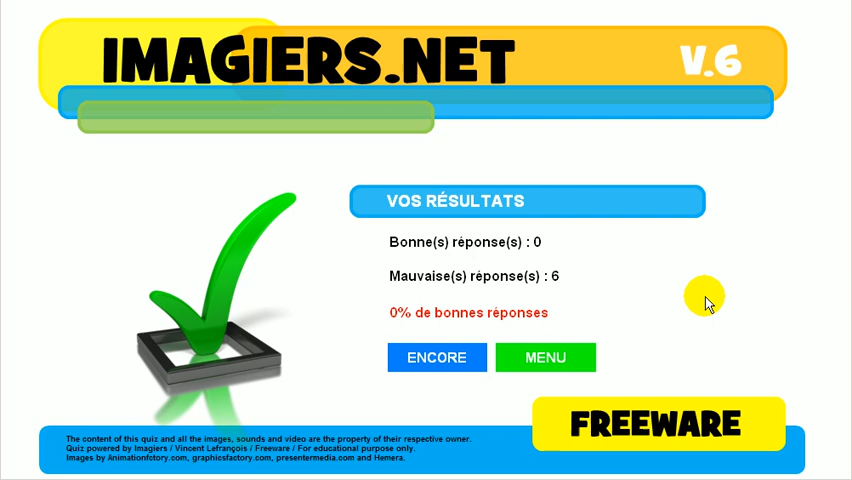 IMAGIERS.NET
V.6
VOS RÉSULTATS
Bonne(s) réponse(s) : 0
Mauvaise(s) réponse(s) : 6
0% de bonnes réponses
ENCORE
MENU
FREEWARE
The content of this quiz and all the images, sounds and video are the property of their respective owner.
Quiz powered by Imagiers / Vincent Lefrançois / Freeware / For educational purpose only.
Images by Animationfctory.com, graphicsfactory.com, presentermedia.com and Hemera.